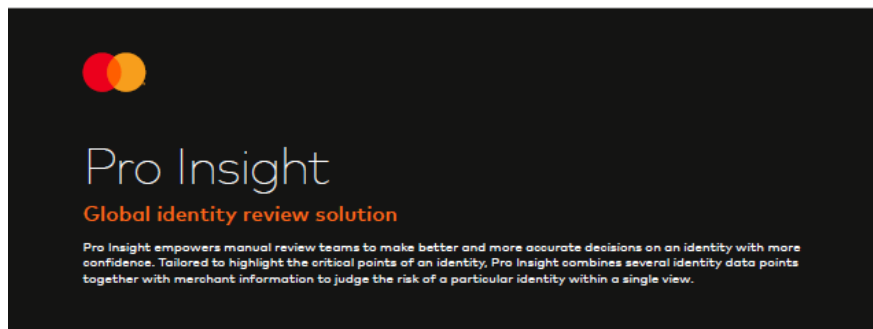 Pro Insight
Global identity review solution
Pro Insight empowers manual review teams to make better and more accurate decisions on an identity with more
confidence. Tailored to highlight the critical points of an identity, Pro Insight combines several identity data points
together with merchant information to judge the risk of a particular identity within a single view.